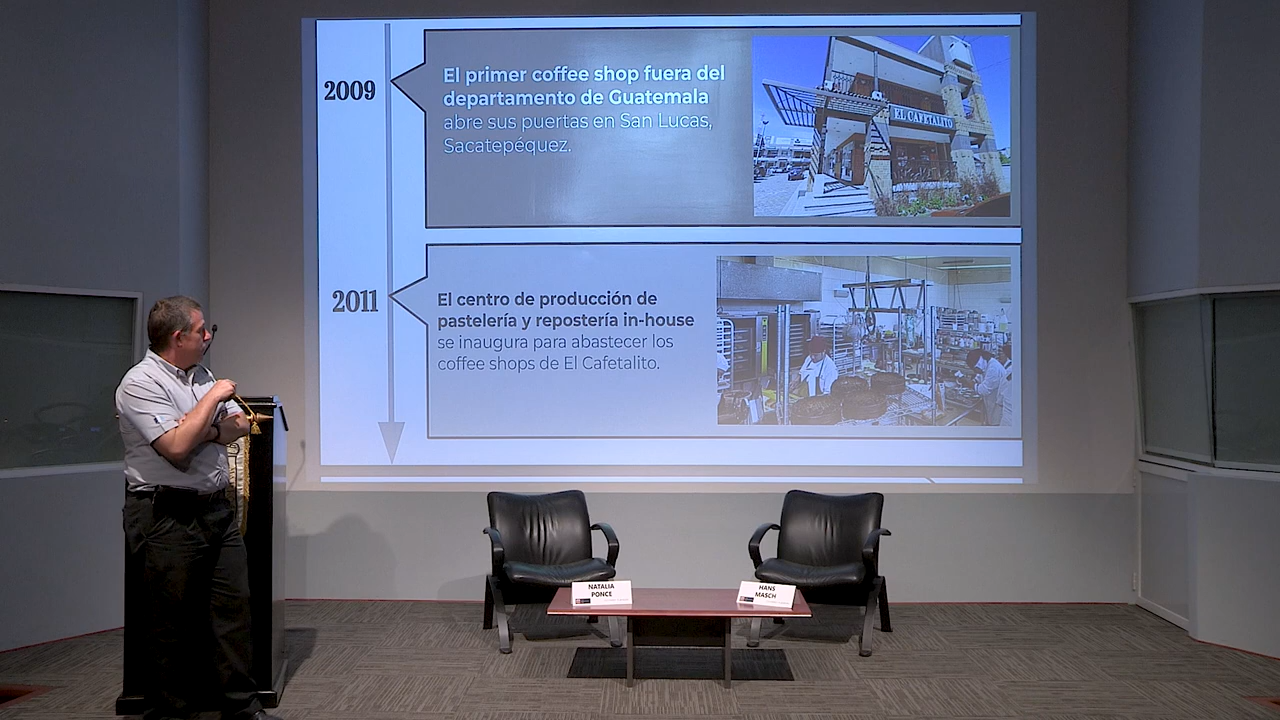 2009
El primer coffee shop fuera del
departamento de Guatemala
abre sus puertas en San Lucas,
Sacatepéquez.
EL CAFETALITO
2011
El centro de producción de
pastelería y repostería in-house
se inaugura para abastecer los
coffee shops de El Cafetalito.
NATALIA
PONCE
HANS
MASCH